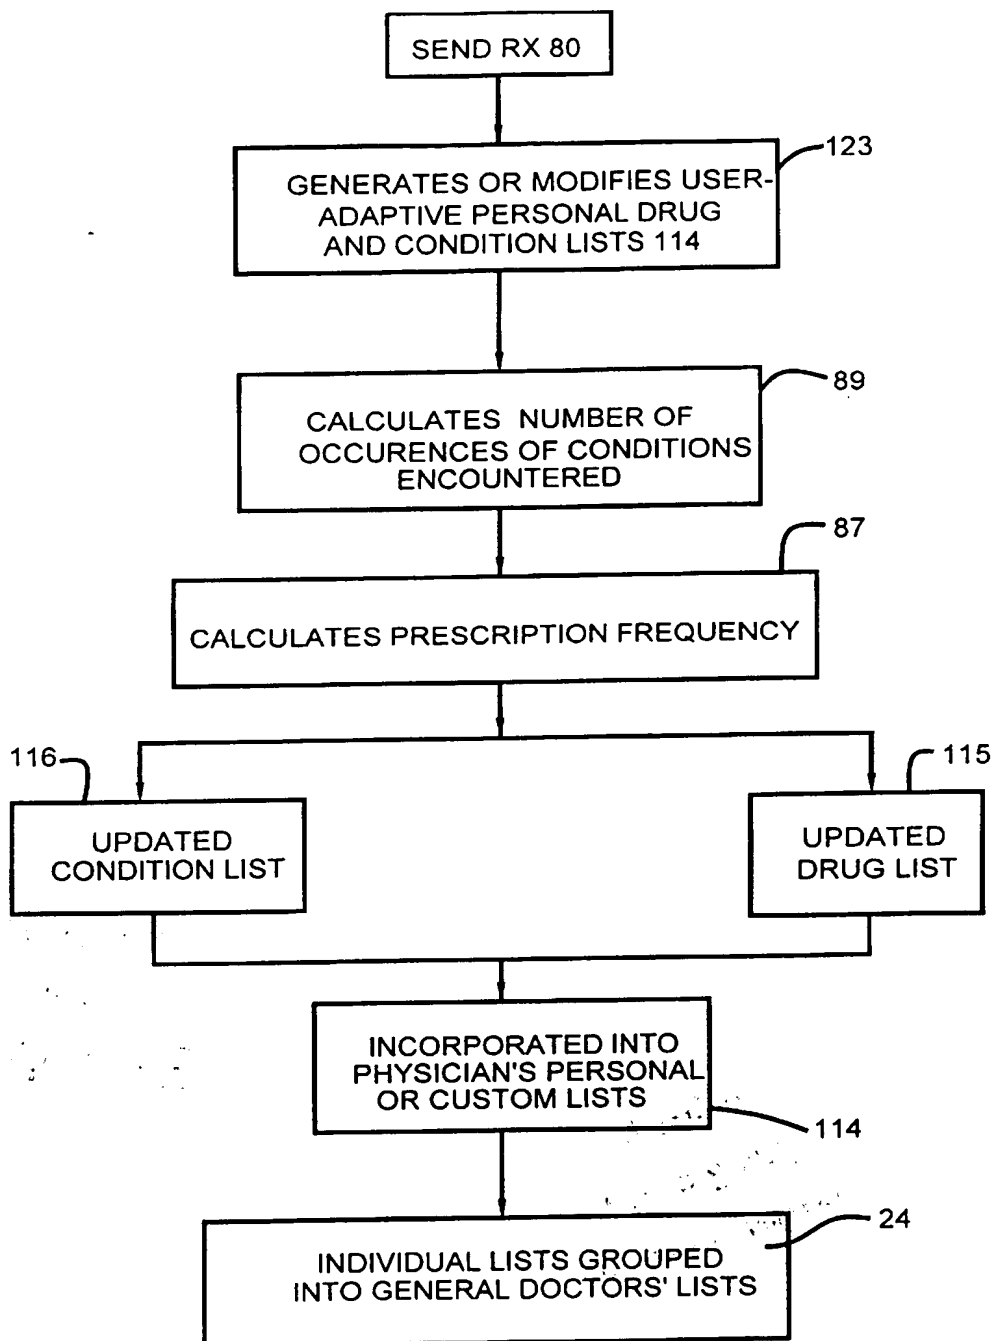 SEND RX 80
123
GENERATES OR MODIFIES USER-
ADAPTIVE PERSONAL DRUG
AND CONDITION LISTS 114
89
CALCULATES NUMBER OF
OCCURENCES OF CONDITIONS
ENCOUNTERED
87
CALCULATES PRESCRIPTION FREQUENCY
116
115
UPDATED
CONDITION LIST
UPDATED
DRUG LIST
INCORPORATED INTO
PHYSICIAN'S PERSONAL
OR CUSTOM LISTS
114
24
INDIVIDUAL LISTS GROUPED
INTO GENERAL DOCTORS' LISTS